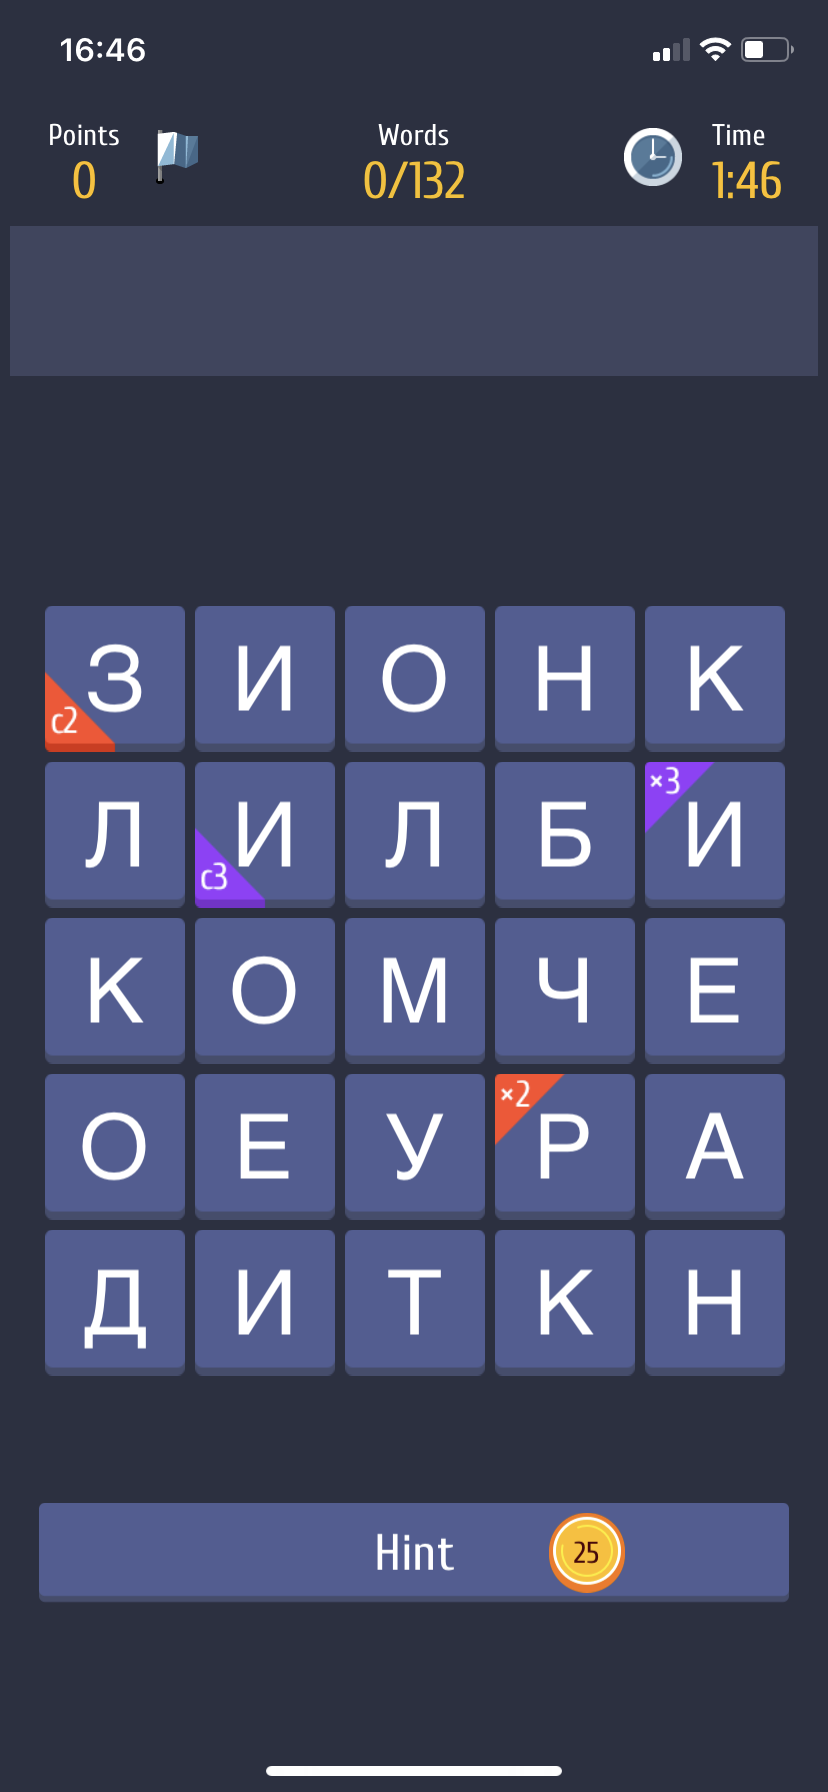 16:46
Points Words Time
0 0/132 1:46
З И О Н К
c2
×3
Л И Л Б И
c3
К О М Ч Е
×2
О Е У Р А
Д И Т К Н
Hint 25